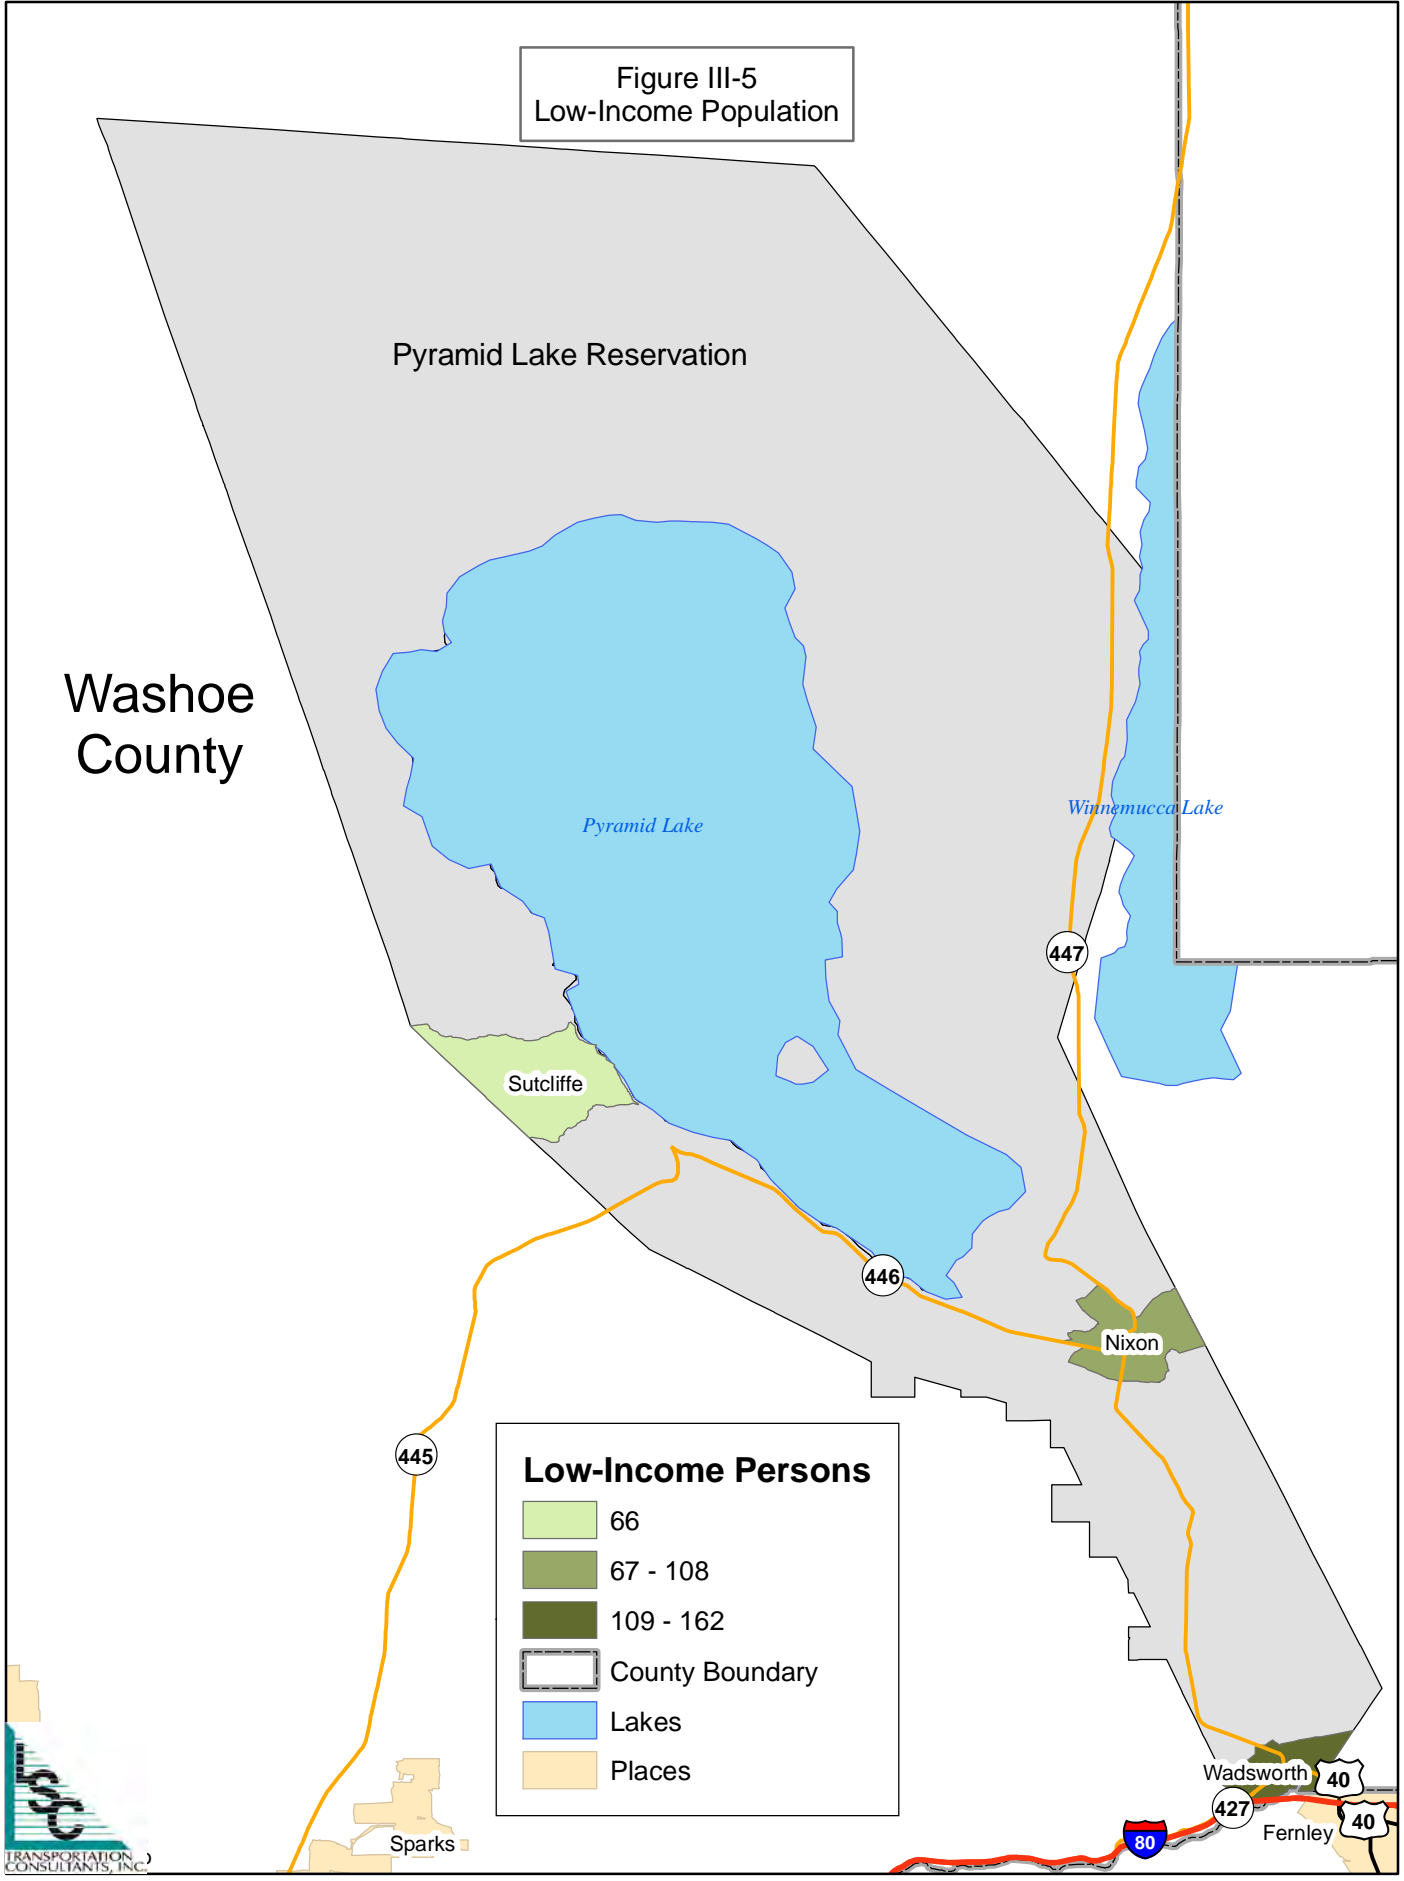 Figure III-5
Low-Income Population
Pyramid Lake Reservation
Washoe
County
Pyramid Lake
Winnemucca Lake
447
Sutcliffe
446
Nixon
445
Low-Income Persons
66
67 - 108
109 - 162
County Boundary
Lakes
Places
Wadsworth
40
427
40
Fernley
80
Sparks
LSC
TRANSPORTATION
CONSULTANTS, INC.